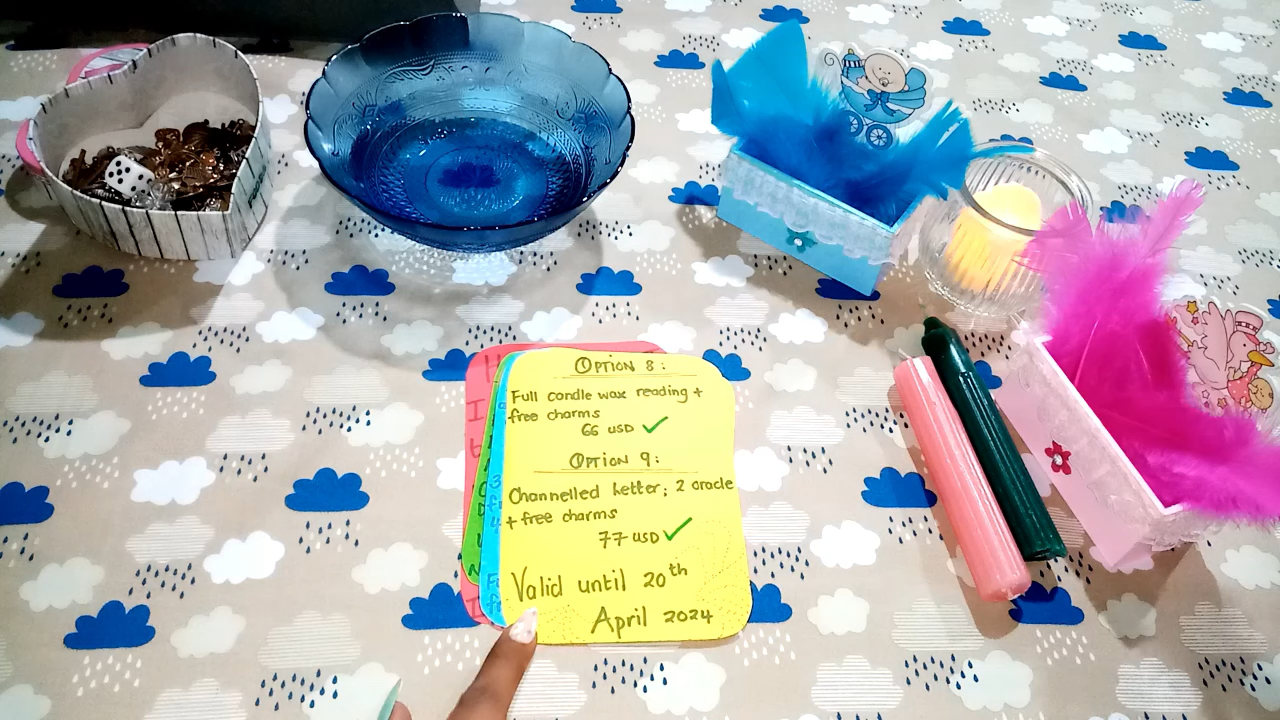 OPTION 8:
Full candle wax reading +
free charms
66 USD ✓
OPTION 9:
Channelled Letter; 2 oracle
+ free charms
77 USD ✓
Valid until 20th
April 2024